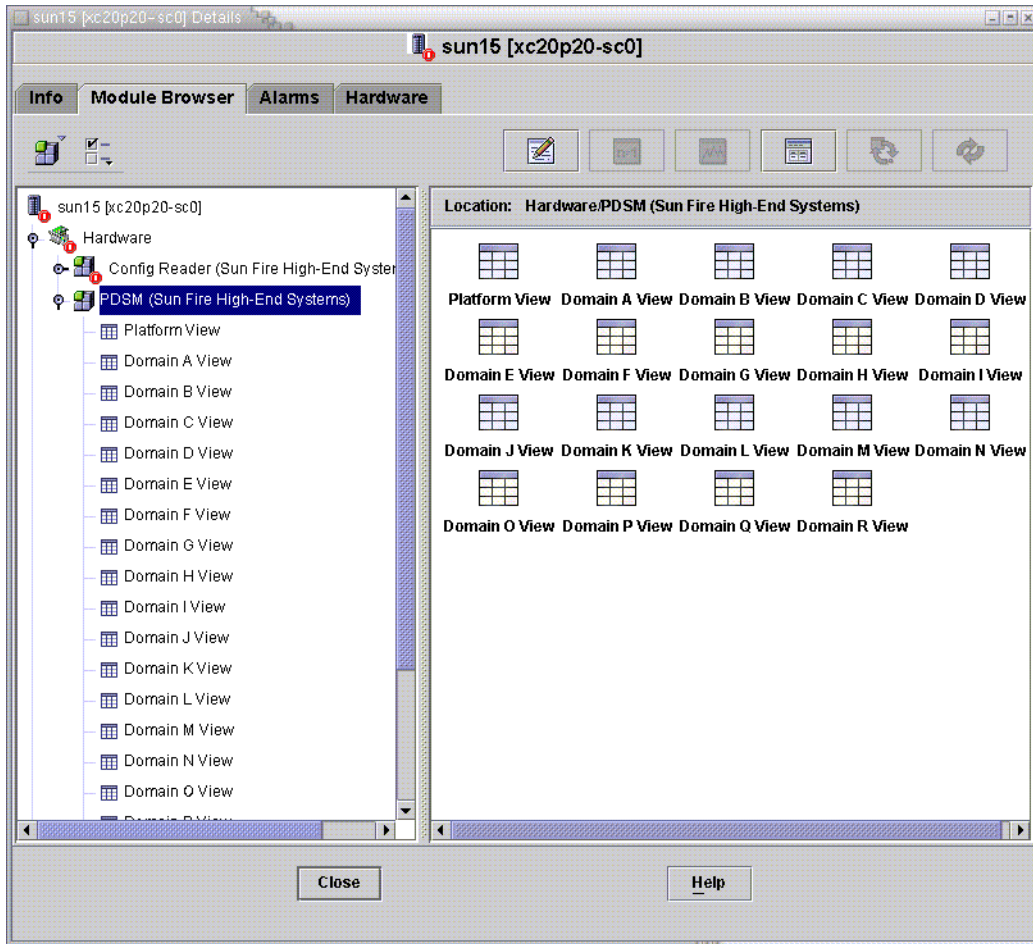 sun15 [xc20p20-sc0] Details
sun15 [xc20p20-sc0]
Info Module Browser Alarms Hardware
sun15 [xc20p20-sc0]
Hardware
Config Reader (Sun Fire High-End Syster
PDSM (Sun Fire High-End Systems)
Platform View
Domain A View
Domain B View
Domain C View
Domain D View
Domain E View
Domain F View
Domain G View
Domain H View
Domain I View
Domain J View
Domain K View
Domain L View
Domain M View
Domain N View
Domain O View
Location: Hardware/PDSM (Sun Fire High-End Systems)
Platform View Domain A View Domain B View Domain C View Domain D View
Domain E View Domain F View Domain G View Domain H View Domain I View
Domain J View Domain K View Domain L View Domain M View Domain N View
Domain O View Domain P View Domain Q View Domain R View
Close Help